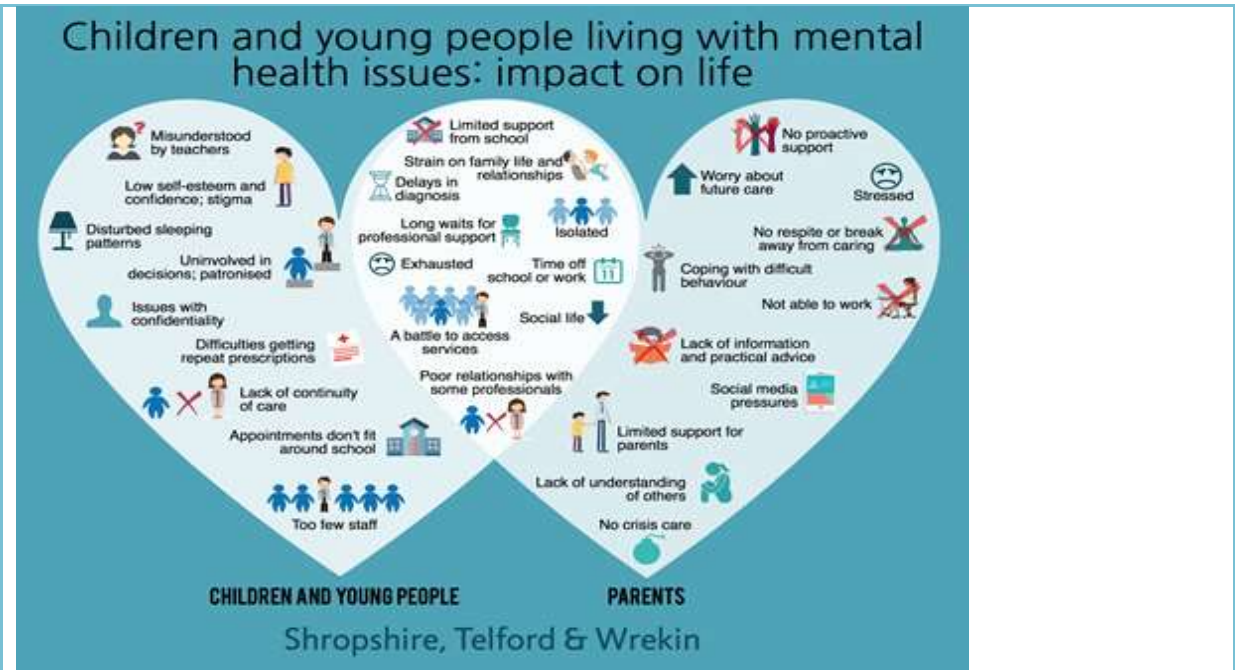 Children and young people living with mental
health issues: impact on life
Misunderstood
by teachers
Low self-esteem and
confidence; stigma
Disturbed sleeping
patterns
Uninvolved in
decisions; patronised
Issues with
confidentiality
Difficulties getting
repeat prescriptions
Lack of continuity
of care
Appointments don't fit
around school
Too few staff
Limited support
from school
Strain on family life and
relationships
Delays in
diagnosis
Long waits for
professional support
Isolated
Exhausted
Time off
school or work
11
Social life
A battle to access
services
Poor relationships with
some professionals
No proactive
support
Worry about
future care
Stressed
No respite or break
away from caring
Coping with difficult
behaviour
Not able to work
Lack of information
and practical advice
Social media
pressures
Limited support for
parents
Lack of understanding
of others
No crisis care
CHILDREN AND YOUNG PEOPLE
PARENTS
Shropshire, Telford & Wrekin